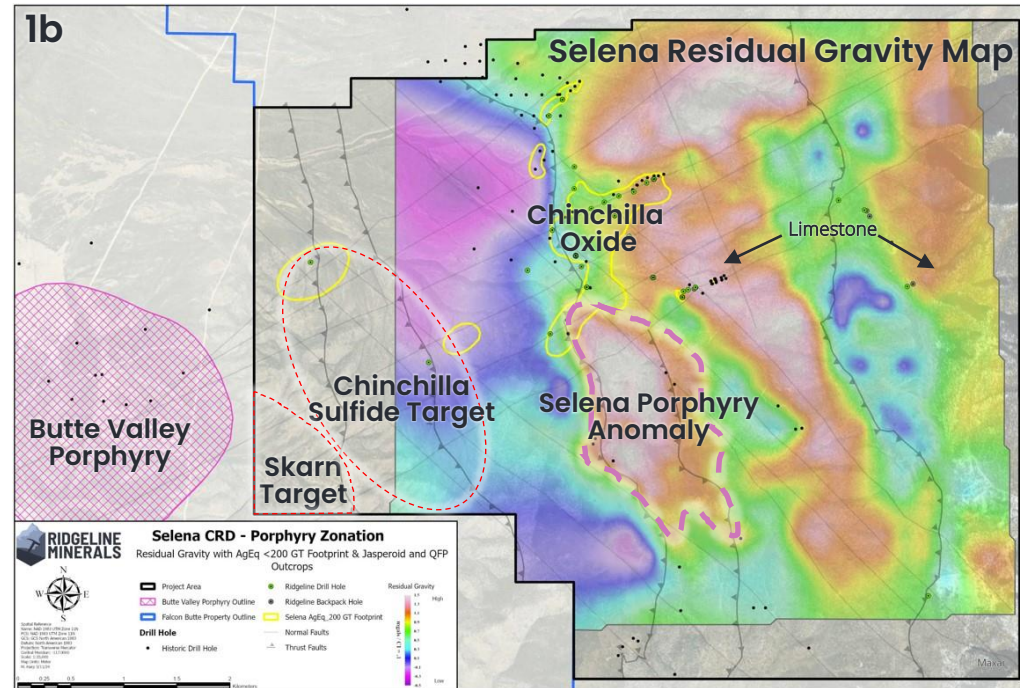 1b
Selena Residual Gravity Map
Chinchilla
Oxide
Limestone
Chinchilla
Sulfide Target
Selena Porphyry
Anomaly
Butte Valley
Porphyry
Skarn
Target
RIDGELINE
MINERALS
Selena CRD - Porphyry Zonation
Residual Gravity with AgEq <200 GT Footprint & Jasperoid and QFP
Outcrops
N
W
E
S
Project Area
Butte Valley Porphyry Outline
Falcon Butte Property Outline
Drill Hole
Historic Drill Hole
Ridgeline Drill Hole
Ridgeline Backpack Hole
Selena AgEq_200 GT Footprint
Normal Faults
Thrust Faults
Residual Gravity
High
Low
0 0.25 0.5 1 1.5 2
Kilometers
Maxar